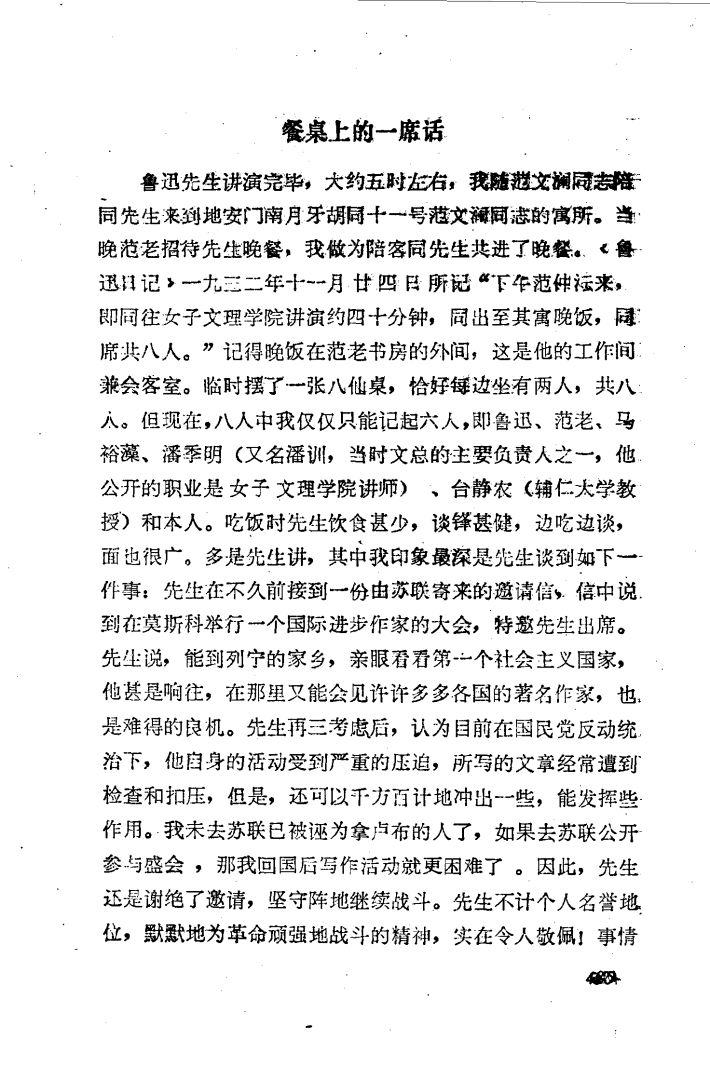 餐桌上的一席话
鲁迅先生讲演完毕，大约五时左右，我随范文澜同志陪
同先生来到地安门南月牙胡同十一号范文澜同志的寓所。当
晚范老招待先生晚餐，我做为陪客同先生共进了晚餐。《鲁
迅日记》一九三二年十一月廿四日所记“下午范仲沄来，
即同往女子文理学院讲演约四十分钟，同出至其寓晚饭，同
席共八人。”记得晚饭在范老书房的外间，这是他的工作间
兼会客室。临时摆了一张八仙桌，恰好每边坐有两人，共八
人。但现在，八人中我仅仅只能记起六人，即鲁迅、范老、马
裕藻、潘季明（又名潘训，当时文总的主要负责人之一，他
公开的职业是女子文理学院讲师）、台静农（辅仁大学教
授）和本人。吃饭时先生饮食甚少，谈锋甚健，边吃边谈，
面也很广。多是先生讲，其中我印象最深是先生谈到如下一
件事：先生在不久前接到一份由苏联寄来的邀请信，信中说
到在莫斯科举行一个国际进步作家的大会，特邀先生出席。
先生说，能到列宁的家乡，亲眼看看第一个社会主义国家，
他甚是响往，在那里又能会见许许多多各国的著名作家，也
是难得的良机。先生再三考虑后，认为目前在国民党反动统
治下，他自身的活动受到严重的压迫，所写的文章经常遭到
检查和扣压，但是，还可以千方百计地冲出一些，能发挥些
作用。我未去苏联已被诬为拿卢布的人了，如果去苏联公开
参与盛会，那我回国后写作活动就更困难了。因此，先生
还是谢绝了邀请，坚守阵地继续战斗。先生不计个人名誉地
位，默默地为革命顽强地战斗的精神，实在令人敬佩！事情